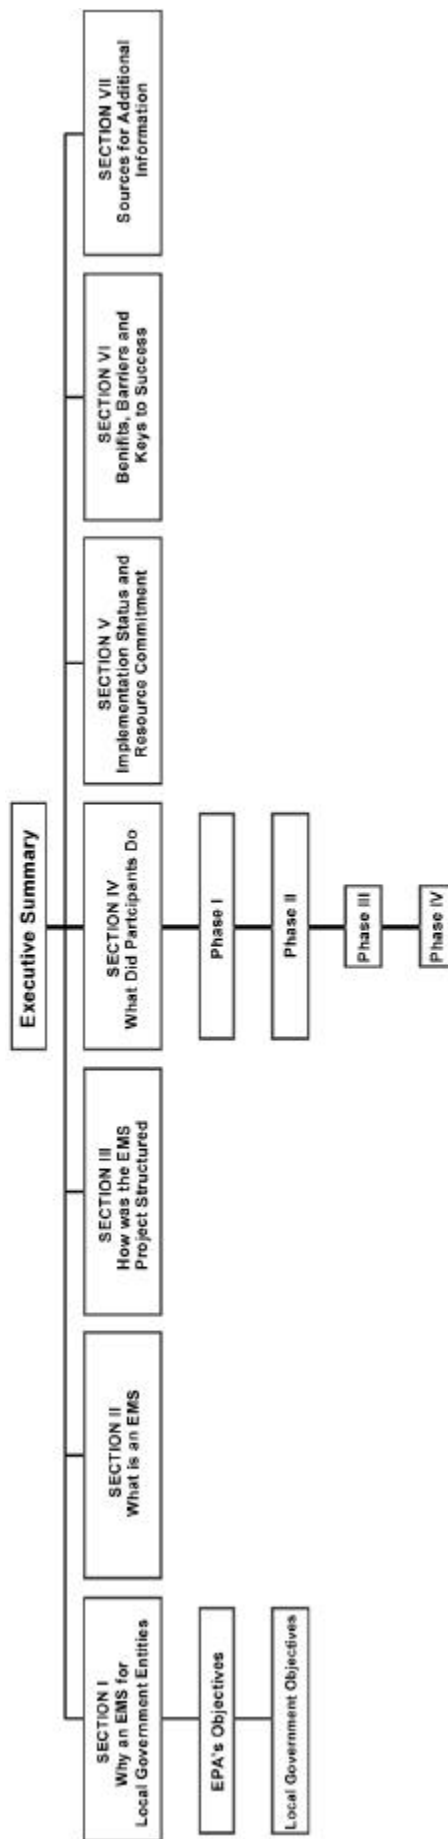 Executive Summary
SECTION I
Why an EMS for
Local Government Entities
EPA's Objectives
Local Government Objectives
SECTION II
What is an EMS
SECTION III
How was the EMS
Project Structured
SECTION IV
What Did Partcipants Do
Phase I
Phase II
Phase III
Phase IV
SECTION V
Implementation Status and
Resource Commitment
SECTION VI
Benifits, Barriers and
Keys to Success
SECTION VII
Sources for Additional
Information